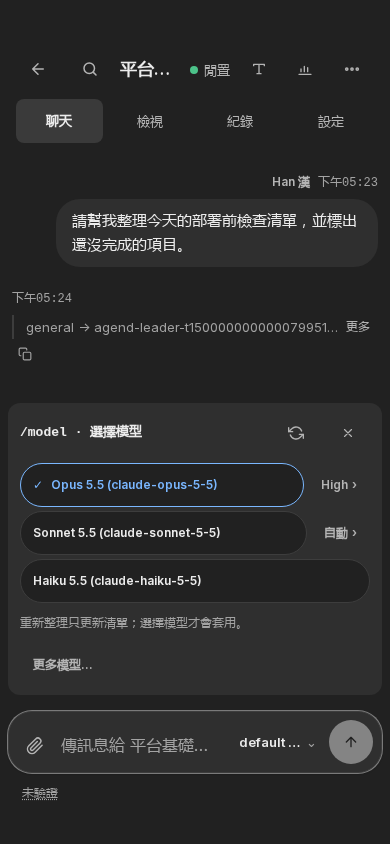 平台… 閒置
聊天 檢視 紀錄 設定
Han 漢 下午05:23
請幫我整理今天的部署前檢查清單，並標出
還沒完成的項目。
下午05:24
general → agend-leader-t150000000000079951… 更多
/model · 選擇模型
✓ Opus 5.5 (claude-opus-5-5) High ›
Sonnet 5.5 (claude-sonnet-5-5) 自動 ›
Haiku 5.5 (claude-haiku-5-5)
重新整理只更新清單；選擇模型才會套用。
更多模型…
傳訊息給 平台基礎… default …
未驗證